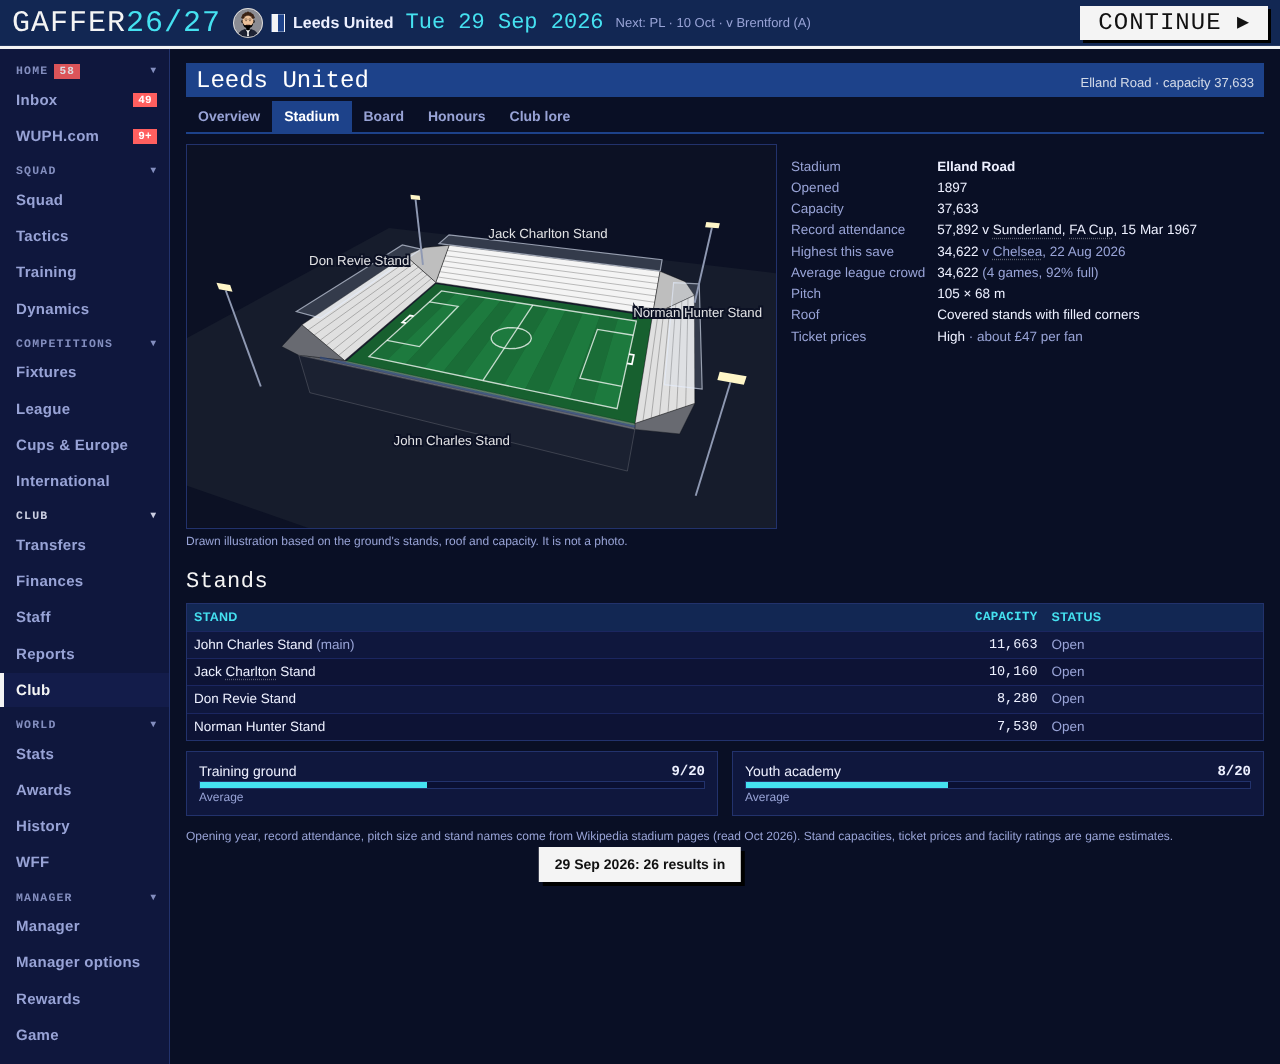 GAFFER26/27 Leeds United Tue 29 Sep 2026 Next: PL · 10 Oct · v Brentford (A) CONTINUE ►
HOME 58 ▼
Inbox 49
WUPH.com 9+
SQUAD ▼
Squad
Tactics
Training
Dynamics
COMPETITIONS ▼
Fixtures
League
Cups & Europe
International
CLUB ▼
Transfers
Finances
Staff
Reports
Club
WORLD ▼
Stats
Awards
History
WFF
MANAGER ▼
Manager
Manager options
Rewards
Game
Leeds United Elland Road · capacity 37,633
Overview Stadium Board Honours Club lore
Jack Charlton Stand
Don Revie Stand
Norman Hunter Stand
John Charles Stand
Stadium Elland Road
Opened 1897
Capacity 37,633
Record attendance 57,892 v Sunderland, FA Cup, 15 Mar 1967
Highest this save 34,622 v Chelsea, 22 Aug 2026
Average league crowd 34,622 (4 games, 92% full)
Pitch 105 × 68 m
Roof Covered stands with filled corners
Ticket prices High · about £47 per fan
Drawn illustration based on the ground's stands, roof and capacity. It is not a photo.
Stands
STAND CAPACITY STATUS
John Charles Stand (main) 11,663 Open
Jack Charlton Stand 10,160 Open
Don Revie Stand 8,280 Open
Norman Hunter Stand 7,530 Open
Training ground 9/20
Average
Youth academy 8/20
Average
Opening year, record attendance, pitch size and stand names come from Wikipedia stadium pages (read Oct 2026). Stand capacities, ticket prices and facility ratings are game estimates.
29 Sep 2026: 26 results in